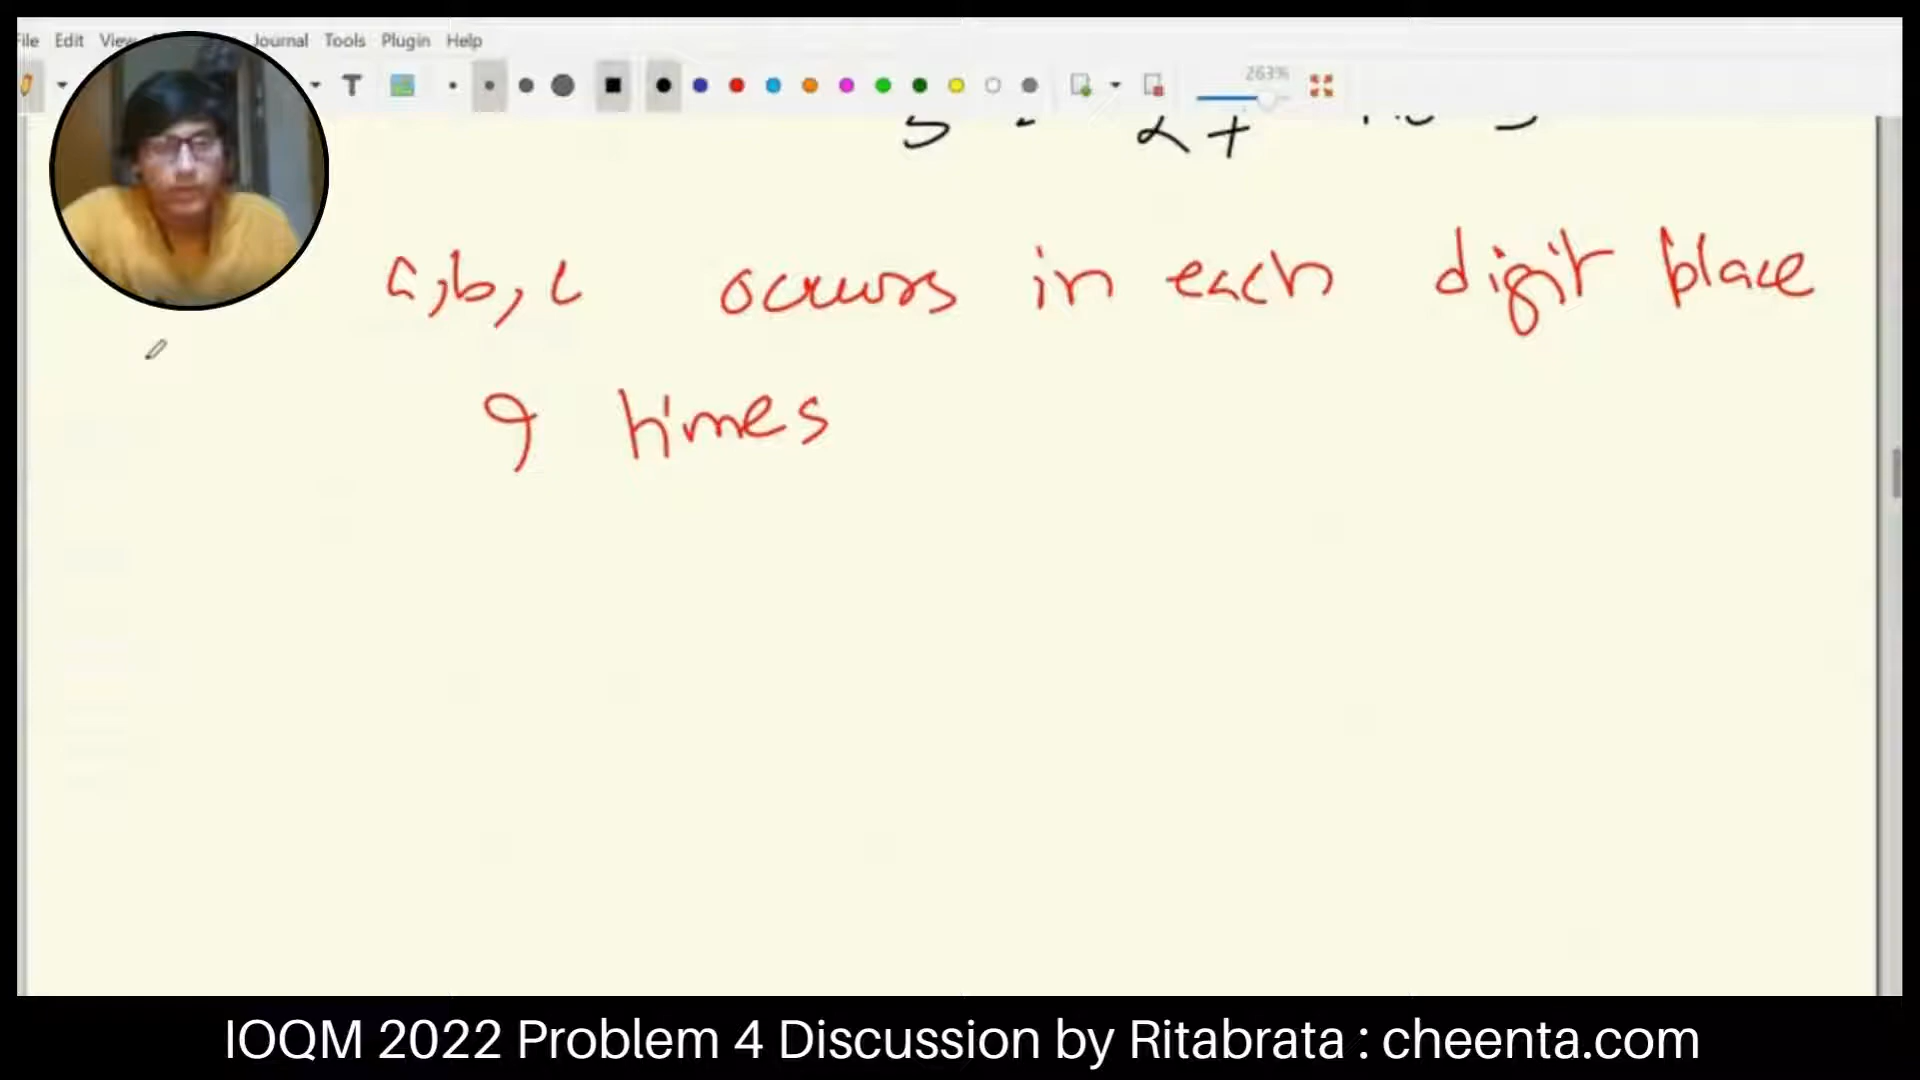 File Edit View Journal Tools Plugin Help
T
263%
a, b, c occurs in each digit place
9 times
IOQM 2022 Problem 4 Discussion by Ritabrata : cheenta.com